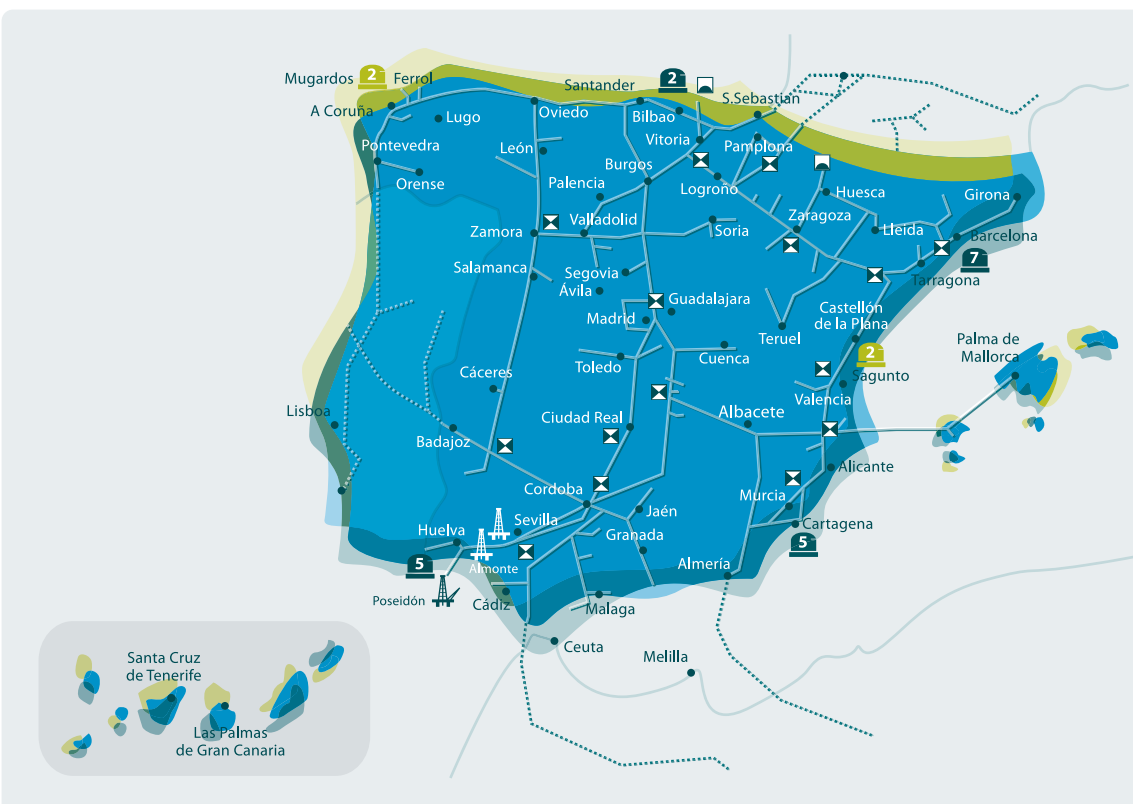 2
2
Mugardos
Ferrol
Santander
S.Sebastian
A Coruña
Lugo
Oviedo
Bilbao
Vitoria
Pamplona
Pontevedra
León
Burgos
Orense
Palencia
Logroño
Huesca
Girona
Zamora
Valladolid
Soria
Zaragoza
Lleida
Barcelona
7
Salamanca
Segovia
Tarragona
Ávila
Guadalajara
Madrid
Castellón
de la Plana
Teruel
Palma de
Mallorca
2
Toledo
Cuenca
Cáceres
Sagunto
Valencia
Lisboa
Ciudad Real
Albacete
Badajoz
Alicante
Cordoba
Murcia
Jaén
Sevilla
Cartagena
Huelva
Granada
5
5
Almonte
Almería
Poseidón
Cádiz
Malaga
Ceuta
Melilla
Santa Cruz
de Tenerife
Las Palmas
de Gran Canaria